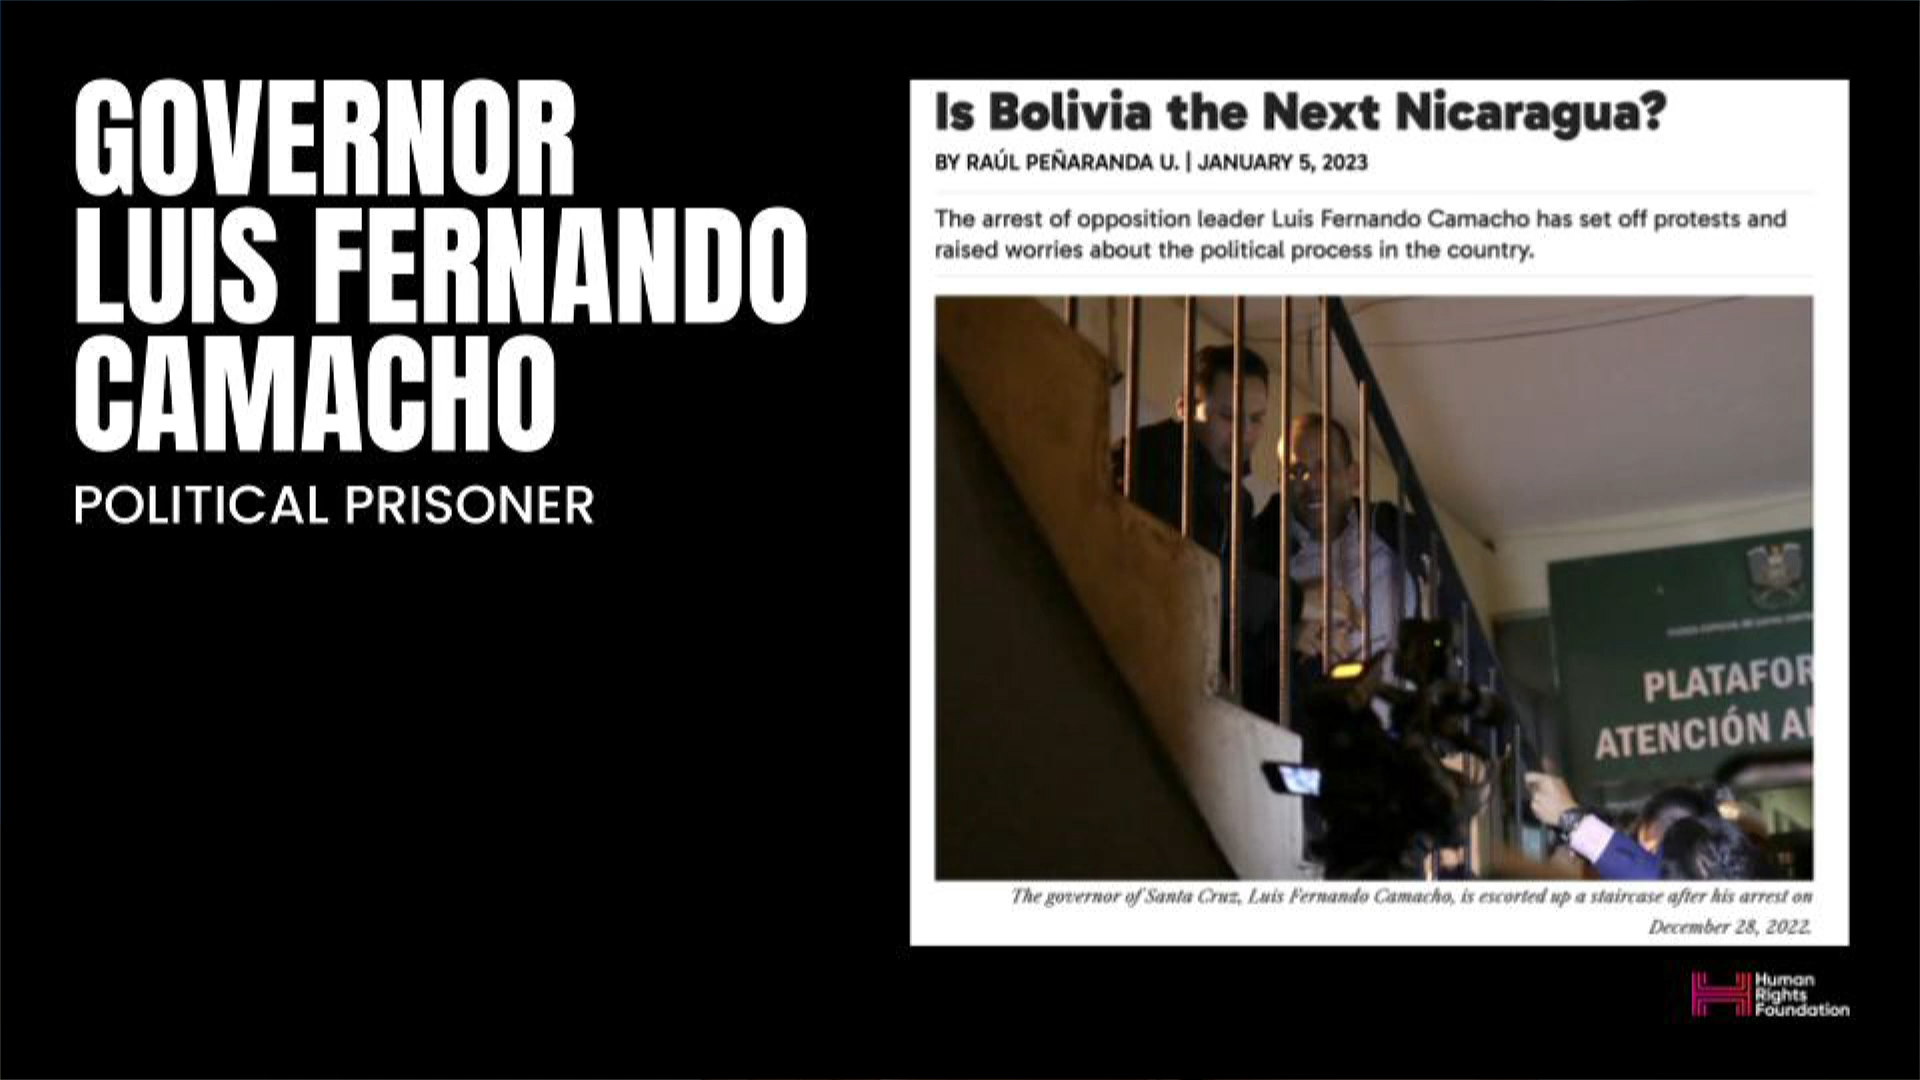 GOVERNOR
LUIS FERNANDO
CAMACHO
POLITICAL PRISONER
Is Bolivia the Next Nicaragua?
BY RAÚL PEÑARANDA U. | JANUARY 5, 2023
The arrest of opposition leader Luis Fernando Camacho has set off protests and
raised worries about the political process in the country.
PLATAFOR
ATENCIÓN A
The governor of Santa Cruz, Luis Fernando Camacho, is escorted up a staircase after his arrest on
December 28, 2022.
Human
Rights
Foundation